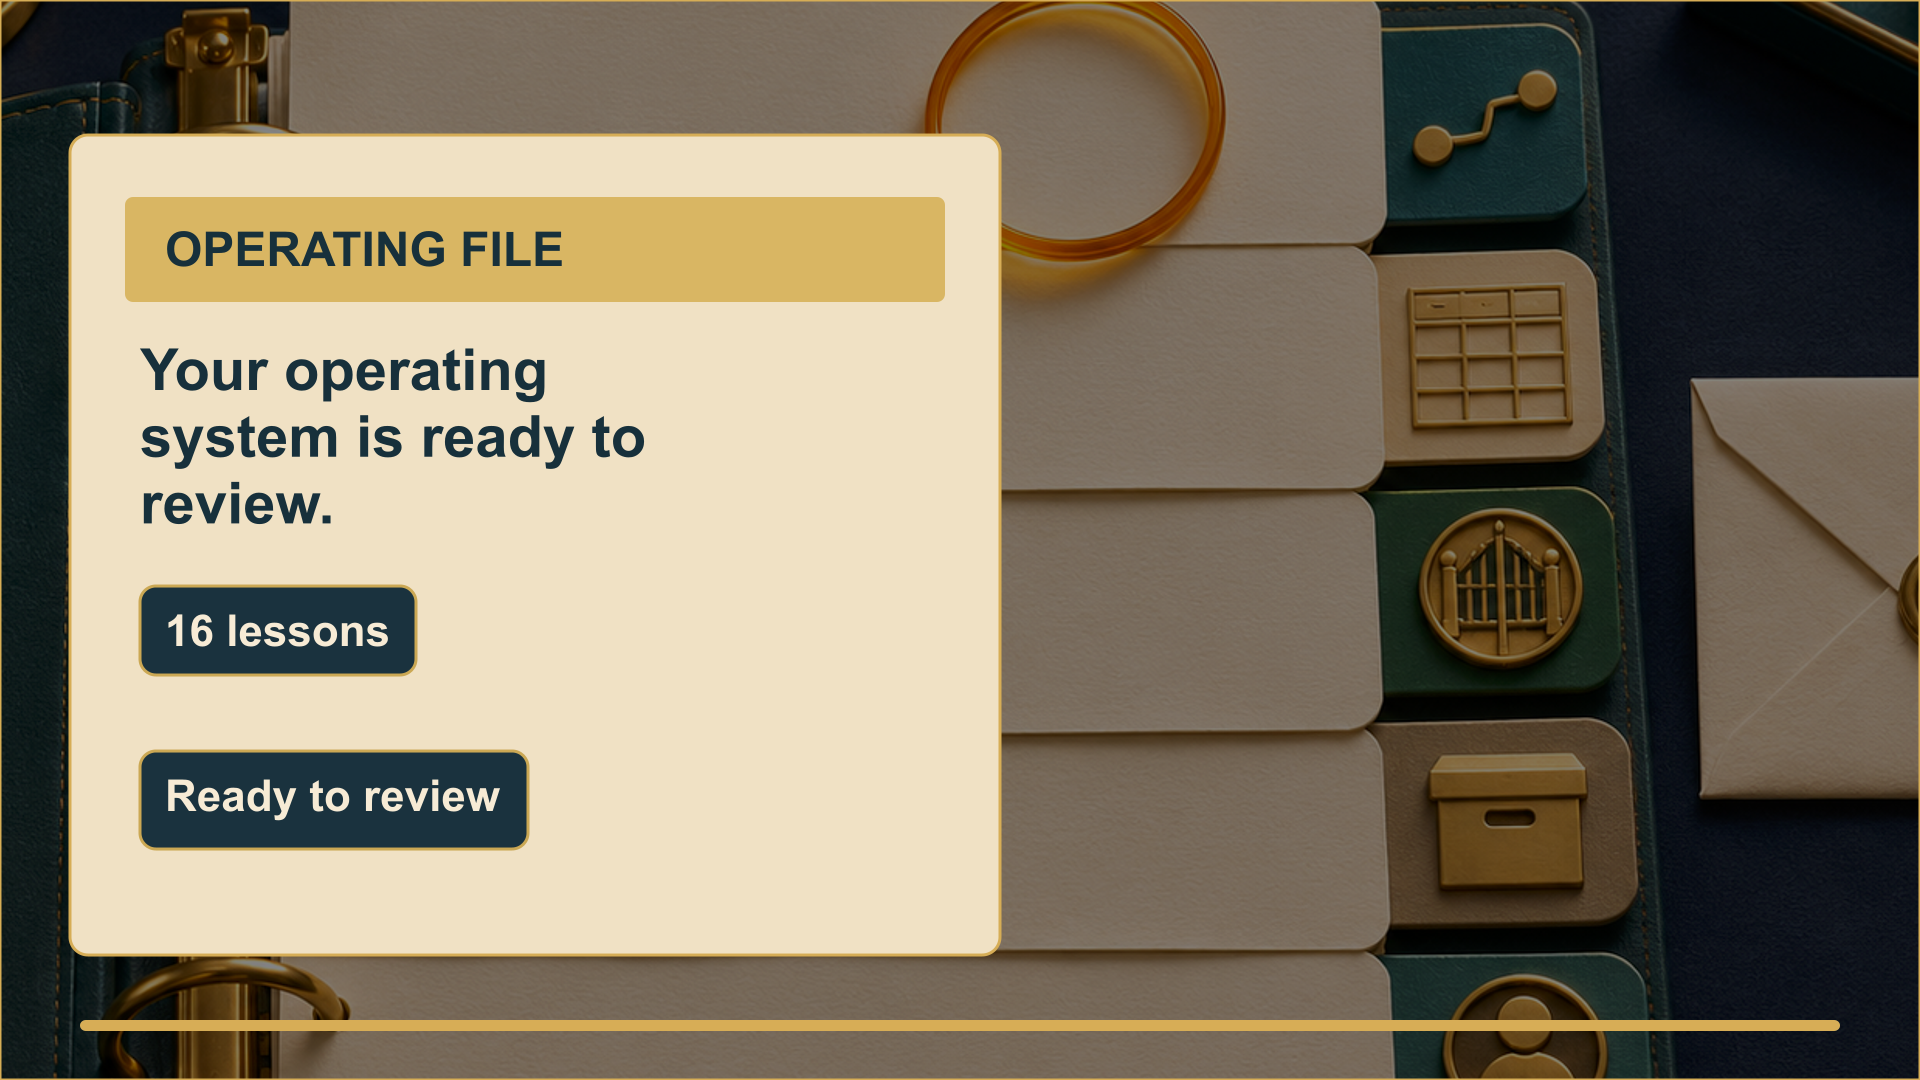 OPERATING FILE
Your operating
system is ready to
review.
16 lessons
Ready to review